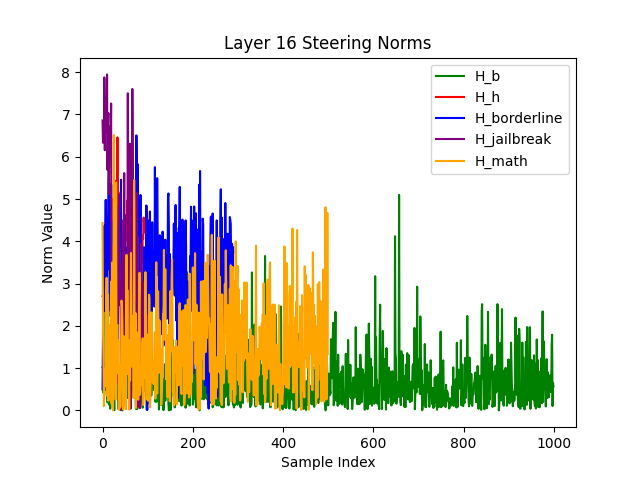 Layer 16 Steering Norms
H_b
H_h
H_borderline
H_jailbreak
H_math
Norm Value
8
7
6
5
4
3
2
1
0
0 200 400 600 800 1000
Sample Index